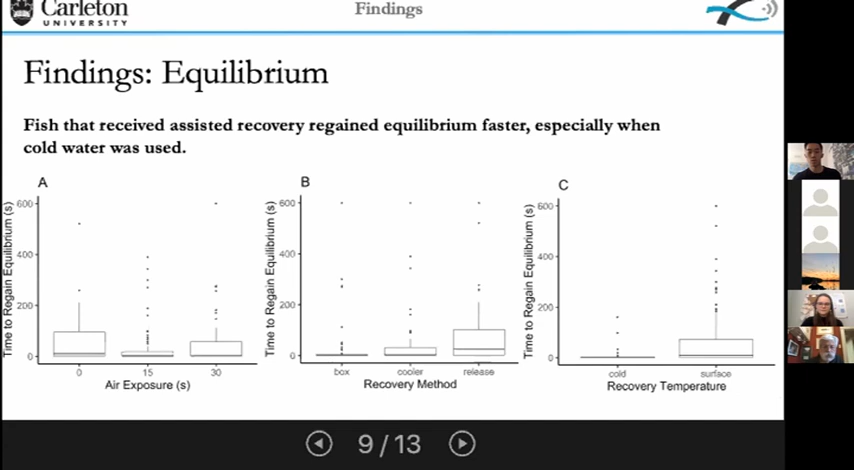 Carleton
UNIVERSITY
Findings
Findings: Equilibrium
Fish that received assisted recovery regained equilibrium faster, especially when
cold water was used.
A
Time to Regain Equilibrium (s)
600
400
200
0
0 15 30
Air Exposure (s)
B
Time to Regain Equilibrium (s)
600
400
200
0
box cooler release
Recovery Method
C
Time to Regain Equilibrium (s)
600
400
200
0
cold surface
Recovery Temperature
9 / 13